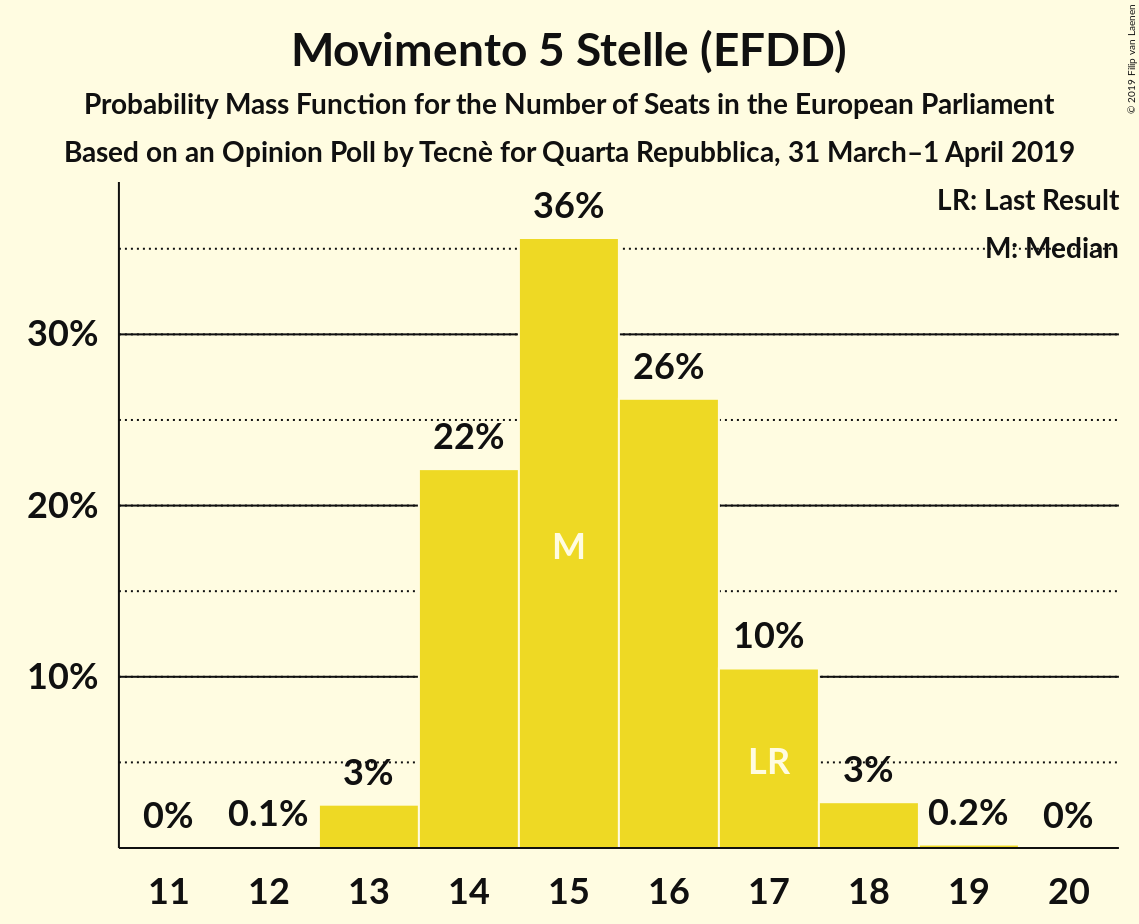 Movimento 5 Stelle (EFDD)
Probability Mass Function for the Number of Seats in the European Parliament
Based on an Opinion Poll by Tecnè for Quarta Repubblica, 31 March–1 April 2019
© 2019 Filip van Laenen
LR: Last Result
M: Median
36%
30%
26%
22%
20%
M
10%
10%
LR
3%
3%
0%
0.1%
0.2%
0%
11 12 13 14 15 16 17 18 19 20